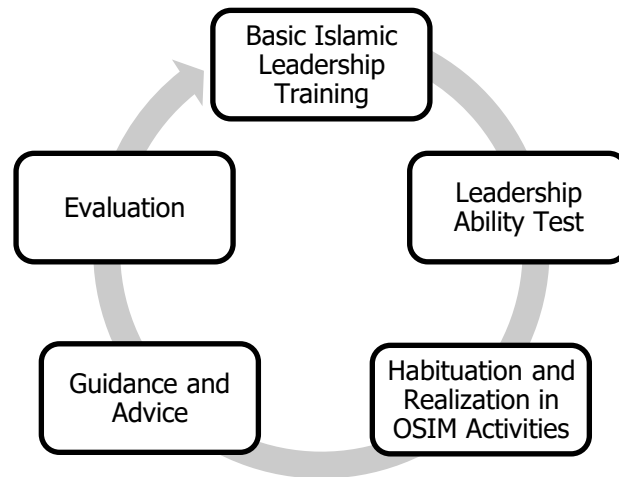 Basic Islamic
Leadership
Training
Leadership
Ability Test
Habituation and
Realization in
OSIM Activities
Guidance and
Advice
Evaluation